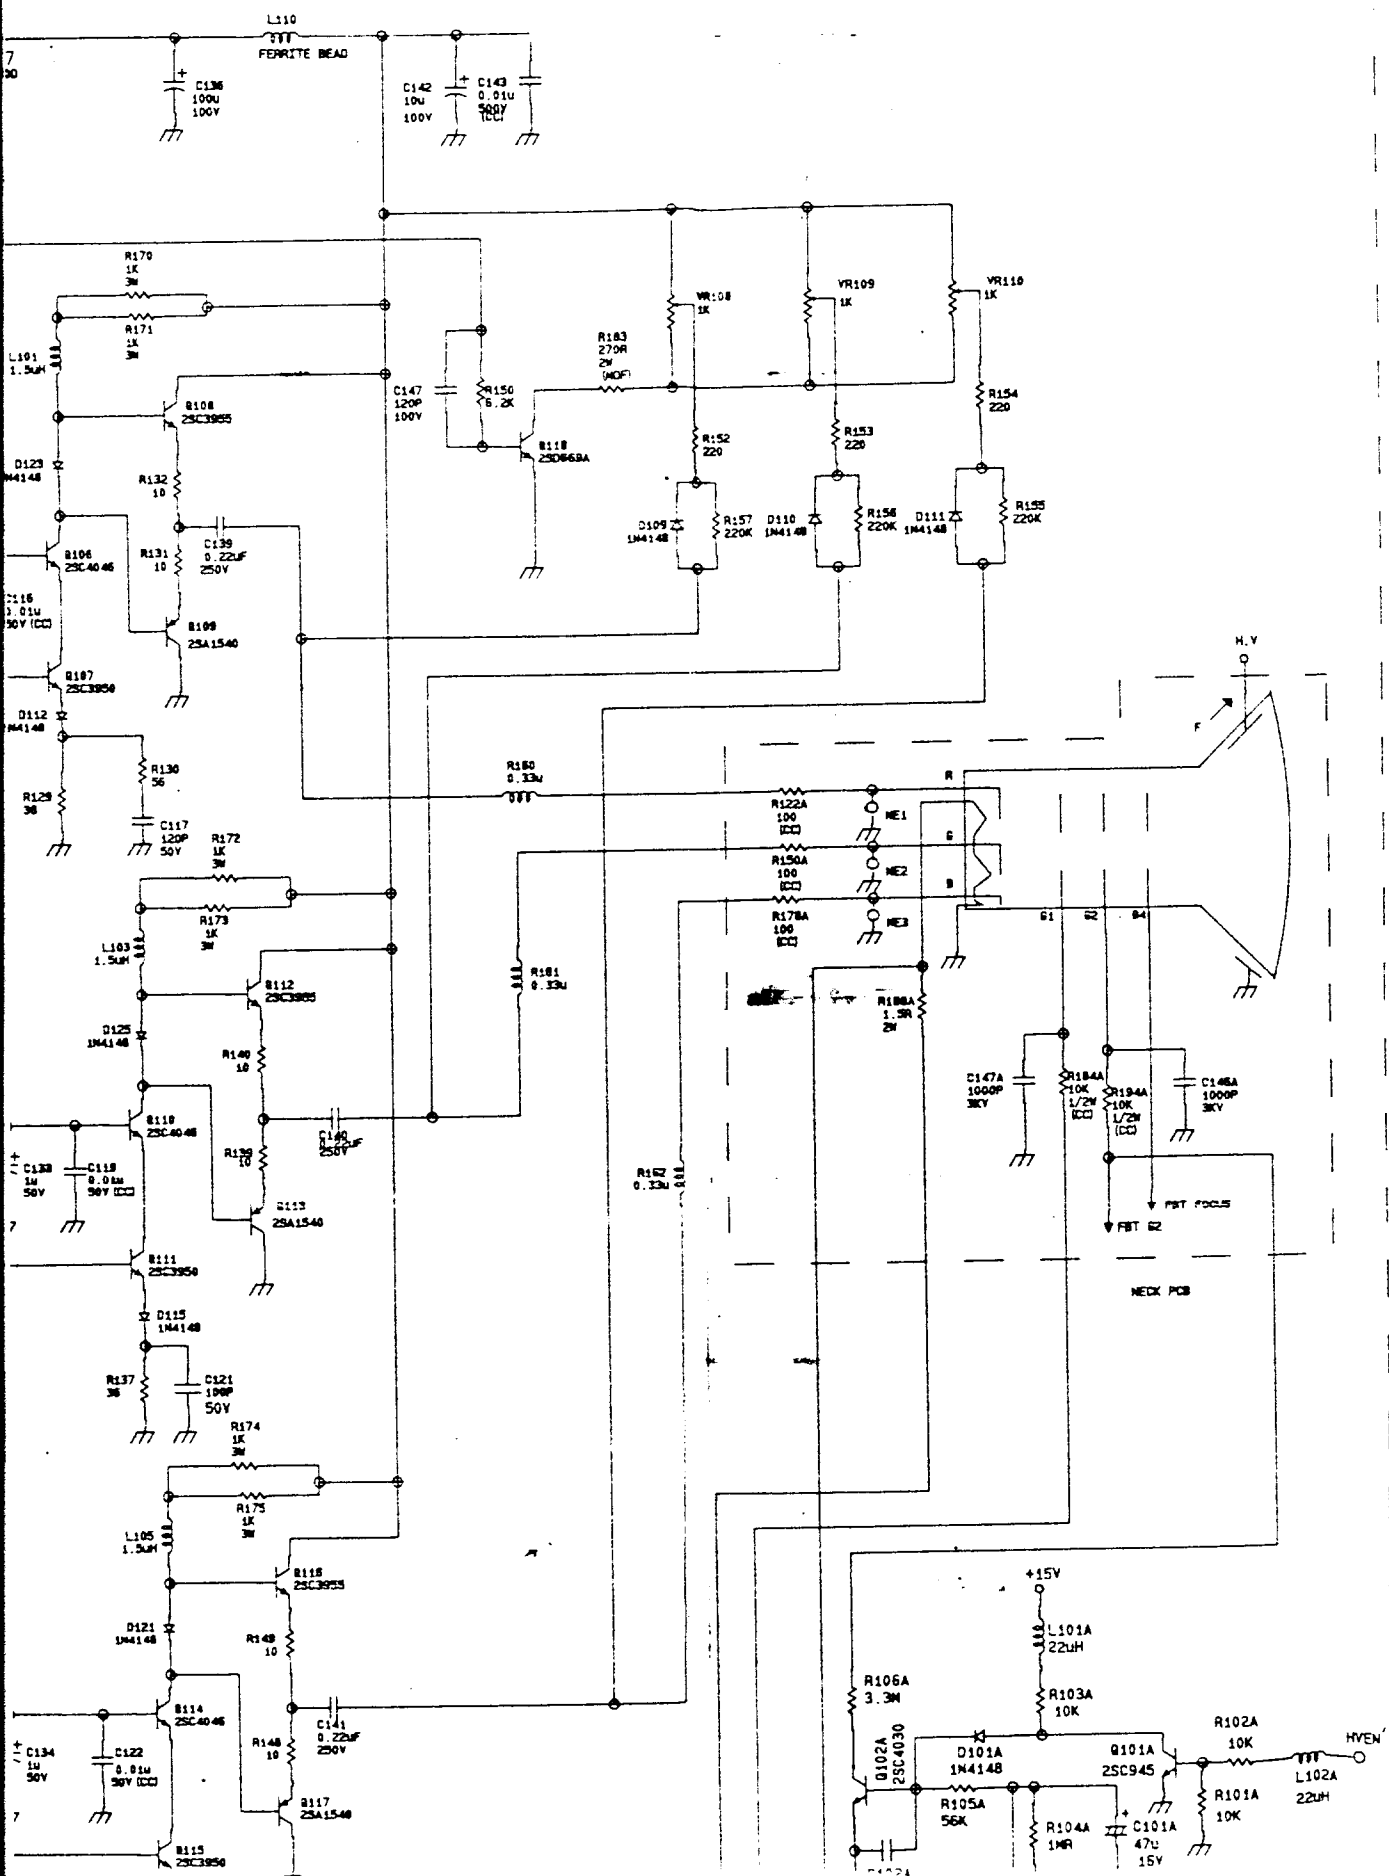 L110
FERRITE BEAD
7
C136
100u
100V
C142
10u
100V
C143
0.01u
500V
(CC)
R170
1K
3W
R171
1K
3W
L101
1.5uH
Q108
2SC3955
D123
1N4148
R132
10
R131
10
C139
0.22uF
250V
Q106
2SC4046
C116
0.01u
50V (CC)
Q109
2SA1540
Q107
2SC3950
D112
1N4148
R130
56
R129
36
C117
120P
50V
C147
120P
100V
R150
6.2K
Q118
2SD669A
R183
270R
2W
(MOF)
VR108
1K
VR109
1K
VR110
1K
R152
220
R153
220
R154
220
D109
1N4148
R157
220K
D110
1N4148
R156
220K
D111
1N4148
R155
220K
H.V
F
R160
0.33u
R
R122A
100
(CC)
NE1
G
R150A
100
(CC)
NE2
B
R178A
100
(CC)
NE3
G1
G2
G4
R172
1K
3W
R173
1K
3W
L103
1.5uH
Q112
2SC3955
D125
1N4148
R140
10
R139
10
C140
0.22uF
250V
Q110
2SC4046
C133
1u
50V
C119
0.01u
50V (CC)
Q113
2SA1540
7
Q111
2SC3950
D115
1N4148
R137
36
C121
100P
50V
R161
0.33u
R162
0.33u
R188A
1.5R
2W
C147A
1000P
3KV
R184A
10K
1/2W
(CC)
R194A
10K
1/2W
(CC)
C146A
1000P
3KV
FBT FOCUS
FBT G2
NECK PCB
R174
1K
3W
R175
1K
3W
L105
1.5uH
Q116
2SC3955
D121
1N4148
R149
10
R148
10
C141
0.22uF
250V
Q114
2SC4046
C134
1u
50V
C122
0.01u
50V (CC)
Q117
2SA1540
7
Q115
2SC3950
+15V
L101A
22uH
R106A
3.3M
R103A
10K
Q102A
2SC4030
D101A
1N4148
Q101A
2SC945
R102A
10K
HVEN'
L102A
22uH
R101A
10K
R105A
56K
R104A
1MR
C101A
47u
16V
C102A